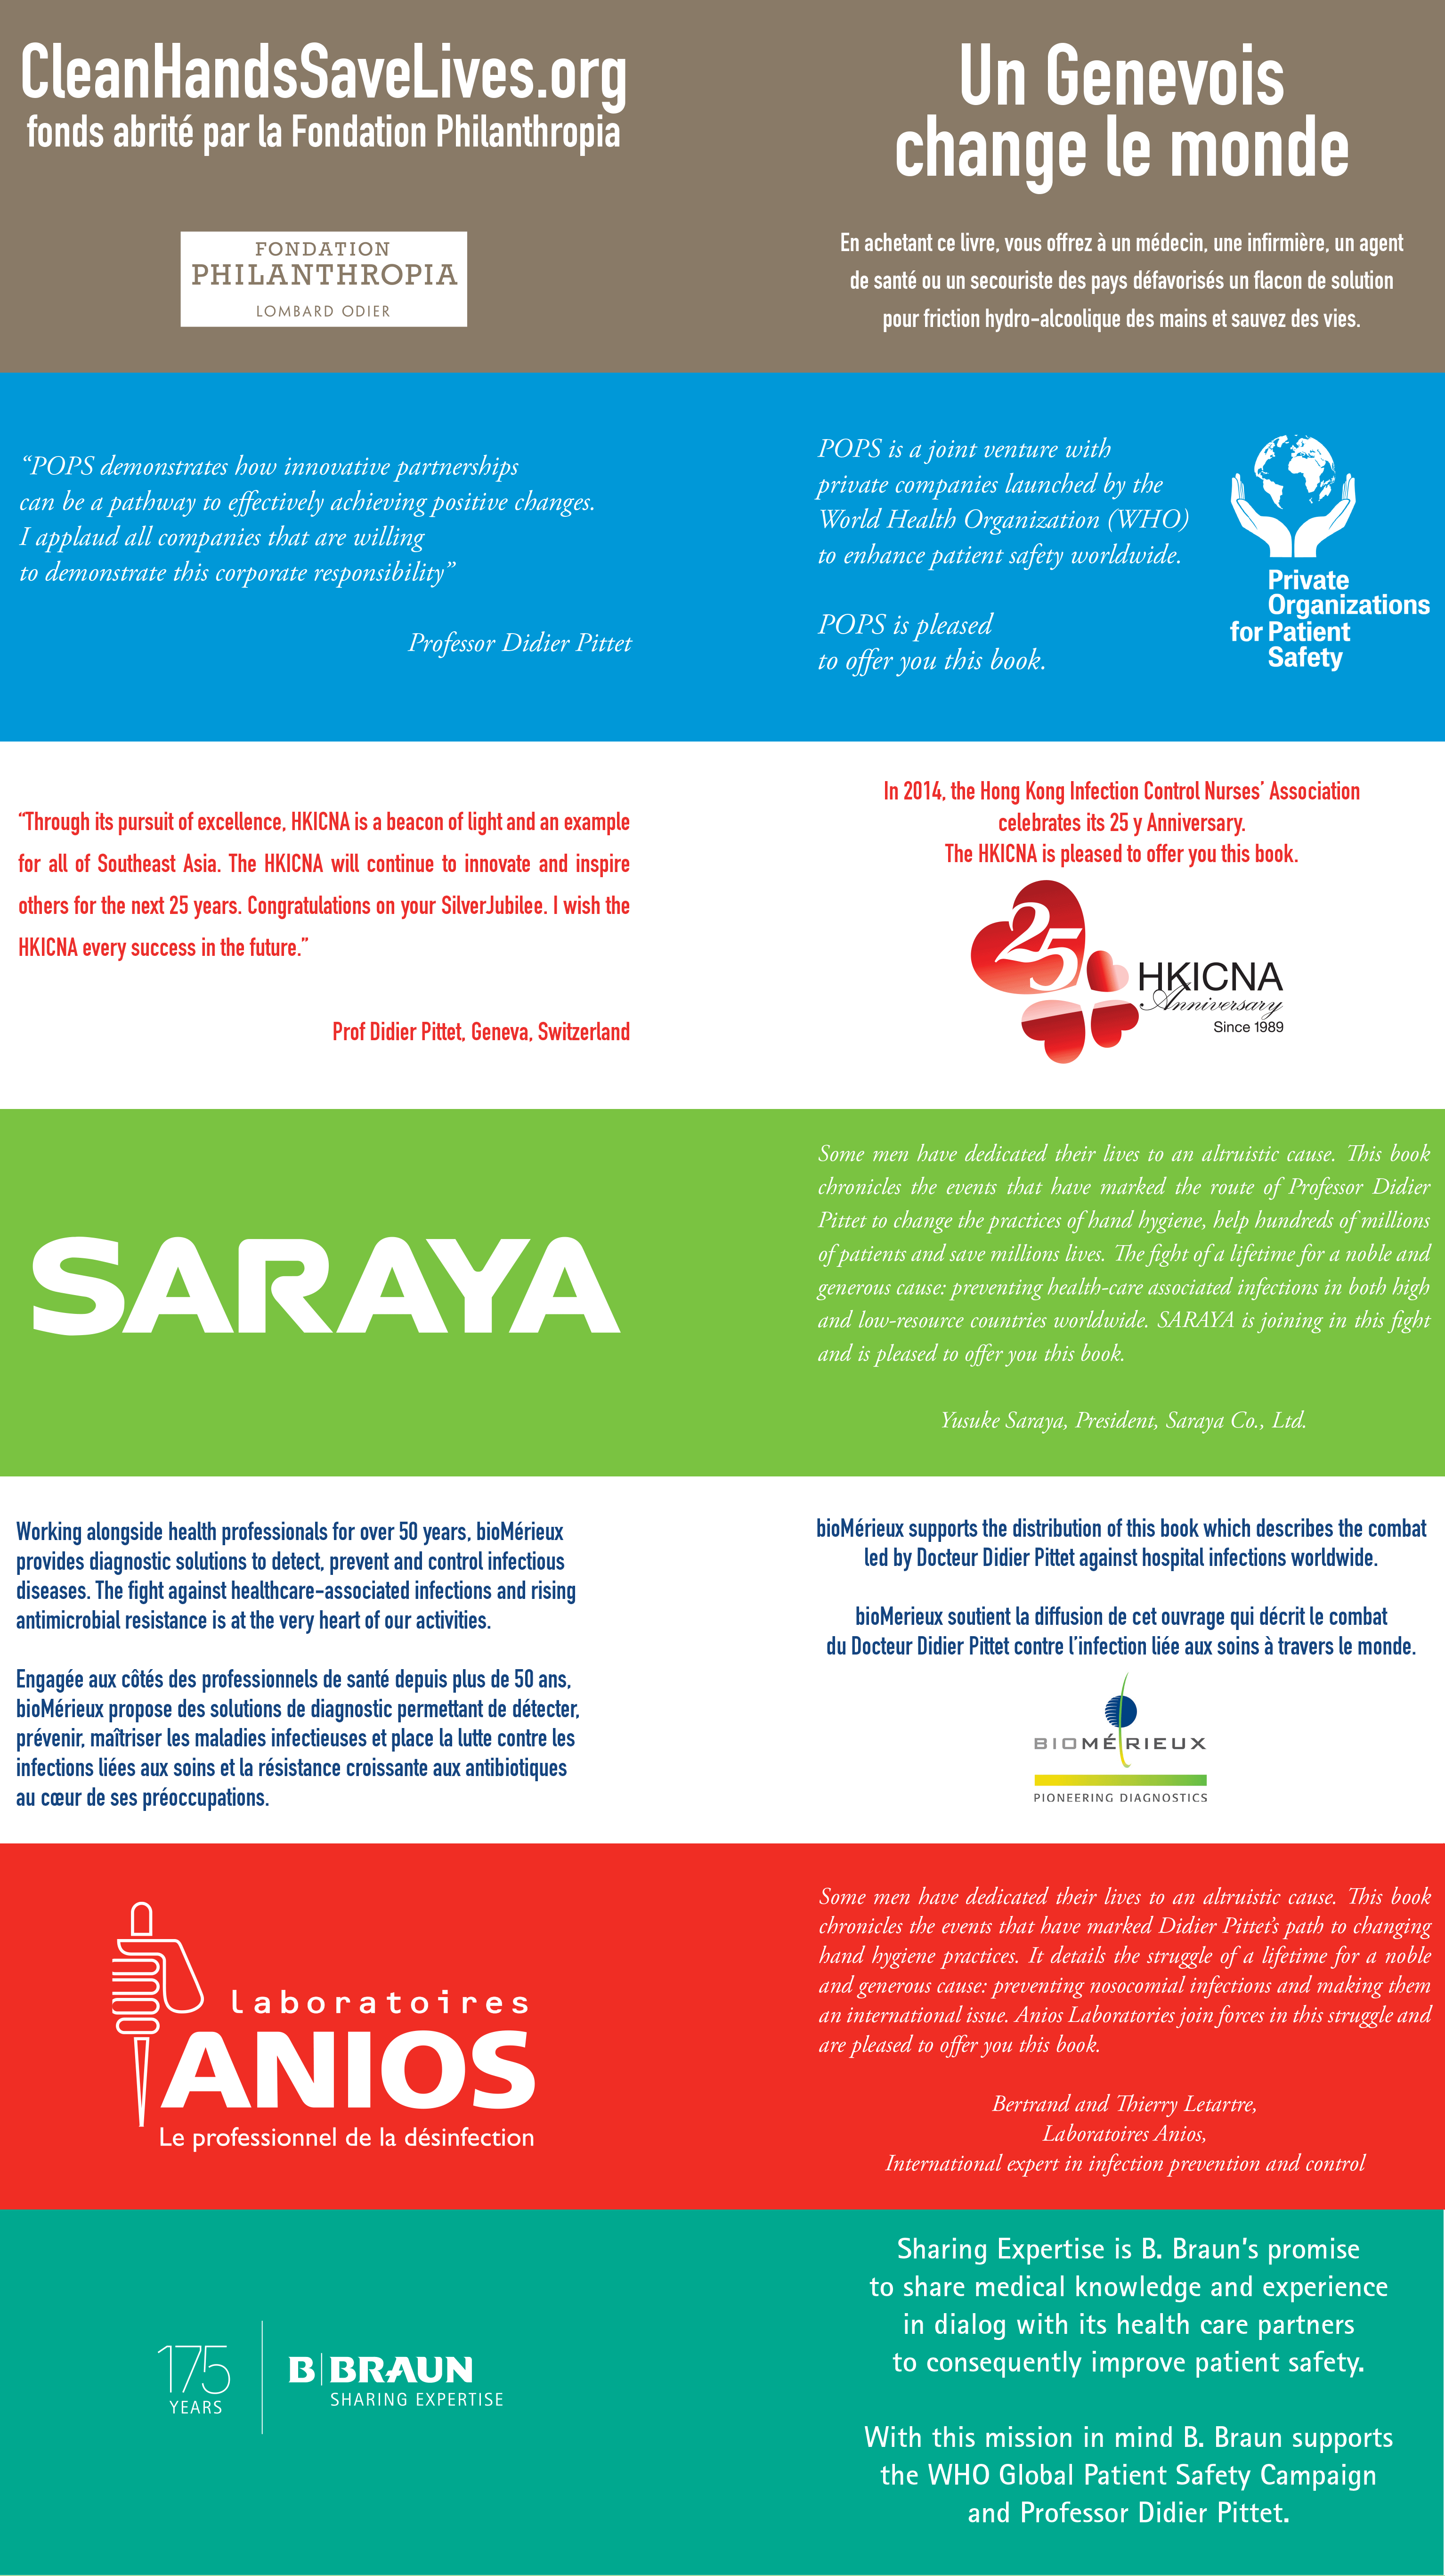 CleanHandsSaveLives.org
fonds abrité par la Fondation Philanthropia
FONDATION
PHILANTHROPIA
LOMBARD ODIER
Un Genevois
change le monde
En achetant ce livre, vous offrez à un médecin, une infirmière, un agent
de santé ou un secouriste des pays défavorisés un flacon de solution
pour friction hydro-alcoolique des mains et sauvez des vies.
“POPS demonstrates how innovative partnerships
can be a pathway to effectively achieving positive changes.
I applaud all companies that are willing
to demonstrate this corporate responsibility”
Professor Didier Pittet
POPS is a joint venture with
private companies launched by the
World Health Organization (WHO)
to enhance patient safety worldwide.
POPS is pleased
to offer you this book.
Private
Organizations
for Patient
Safety
“Through its pursuit of excellence, HKICNA is a beacon of light and an example
for all of Southeast Asia. The HKICNA will continue to innovate and inspire
others for the next 25 years. Congratulations on your SilverJubilee. I wish the
HKICNA every success in the future.”
Prof Didier Pittet, Geneva, Switzerland
In 2014, the Hong Kong Infection Control Nurses’ Association
celebrates its 25 y Anniversary.
The HKICNA is pleased to offer you this book.
25
HKICNA
Anniversary
Since 1989
SARAYA
Some men have dedicated their lives to an altruistic cause. This book
chronicles the events that have marked the route of Professor Didier
Pittet to change the practices of hand hygiene, help hundreds of millions
of patients and save millions lives. The fight of a lifetime for a noble and
generous cause: preventing health-care associated infections in both high
and low-resource countries worldwide. SARAYA is joining in this fight
and is pleased to offer you this book.
Yusuke Saraya, President, Saraya Co., Ltd.
Working alongside health professionals for over 50 years, bioMérieux
provides diagnostic solutions to detect, prevent and control infectious
diseases. The fight against healthcare-associated infections and rising
antimicrobial resistance is at the very heart of our activities.
Engagée aux côtés des professionnels de santé depuis plus de 50 ans,
bioMérieux propose des solutions de diagnostic permettant de détecter,
prévenir, maîtriser les maladies infectieuses et place la lutte contre les
infections liées aux soins et la résistance croissante aux antibiotiques
au cœur de ses préoccupations.
bioMérieux supports the distribution of this book which describes the combat
led by Docteur Didier Pittet against hospital infections worldwide.
bioMerieux soutient la diffusion de cet ouvrage qui décrit le combat
du Docteur Didier Pittet contre l’infection liée aux soins à travers le monde.
BIOMÉRIEUX
PIONEERING DIAGNOSTICS
laboratoires
ANIOS
Le professionnel de la désinfection
Some men have dedicated their lives to an altruistic cause. This book
chronicles the events that have marked Didier Pittet’s path to changing
hand hygiene practices. It details the struggle of a lifetime for a noble
and generous cause: preventing nosocomial infections and making them
an international issue. Anios Laboratories join forces in this struggle and
are pleased to offer you this book.
Bertrand and Thierry Letartre,
Laboratoires Anios,
International expert in infection prevention and control
175
YEARS
B|BRAUN
SHARING EXPERTISE
Sharing Expertise is B. Braun’s promise
to share medical knowledge and experience
in dialog with its health care partners
to consequently improve patient safety.
With this mission in mind B. Braun supports
the WHO Global Patient Safety Campaign
and Professor Didier Pittet.